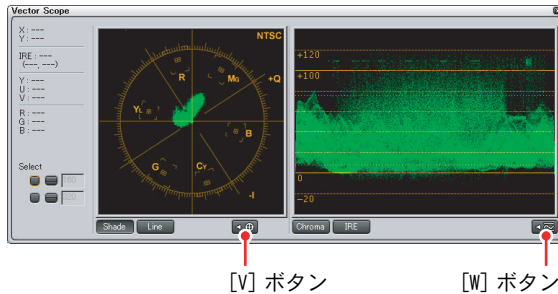 Vector Scope
X : ---
Y : ---
IRE : ---
(---, ---)
Y : ---
U : ---
V : ---
R : ---
G : ---
B : ---
Select
NTSC
R
MG
+Q
YL
B
G
CY
-I
+120
+100
0
-20
Shade
Line
Chroma
IRE
[V] ボタン
[W] ボタン